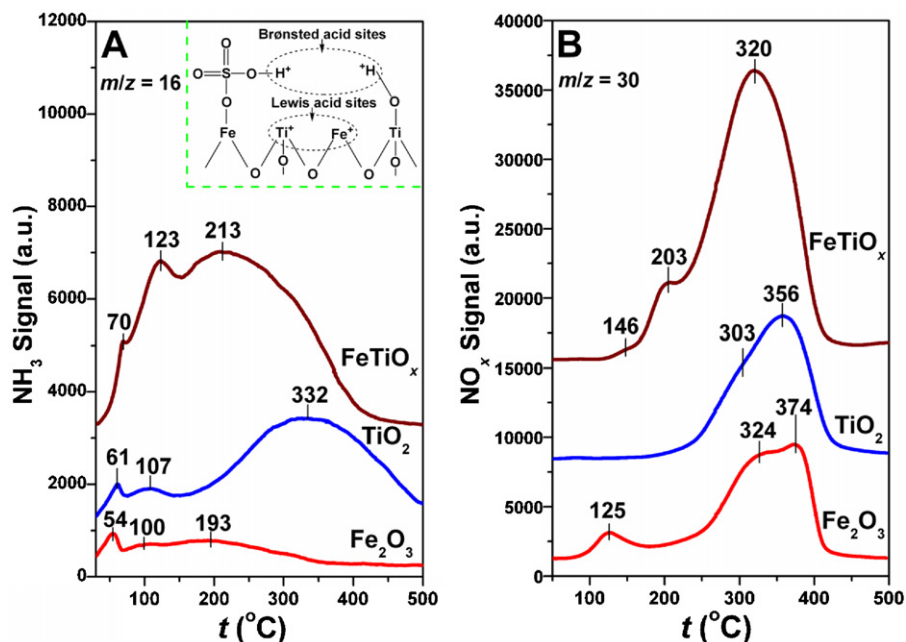 A
m/z = 16
Brønsted acid sites
O
O=S—O—H⁺
⁺H
O
O
Lewis acid sites
Fe
Ti⁺
Fe⁺
Ti
O
O
O
O
O
12000
10000
8000
6000
4000
2000
0
NH₃ Signal (a.u.)
70
123
213
FeTiOₓ
61
107
332
TiO₂
54
100
193
Fe₂O₃
100
200
300
400
500
t (°C)
B
m/z = 30
40000
35000
30000
25000
20000
15000
10000
5000
0
NOₓ Signal (a.u.)
320
203
146
FeTiOₓ
356
303
TiO₂
374
324
125
Fe₂O₃
0
100
200
300
400
500
t (°C)